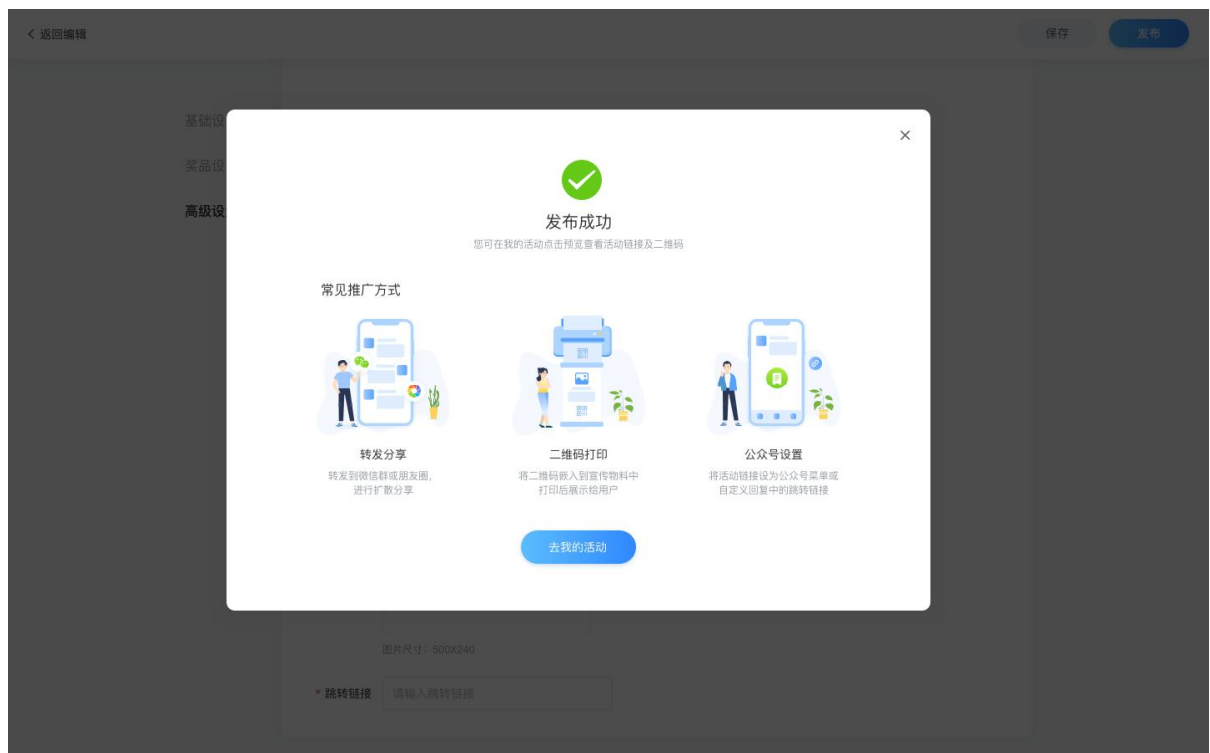 返回编辑
保存
发布
基础设
奖品设
高级设
发布成功
您可在我的活动点击预览查看活动链接及二维码
常见推广方式
转发分享
转发到微信群或朋友圈,
进行扩散分享
二维码打印
将二维码嵌入到宣传物料中
打印后展示给用户
公众号设置
将活动链接设为公众号菜单或
自定义回复中的跳转链接
去我的活动
图片尺寸：500X240
* 跳转链接
请输入跳转链接